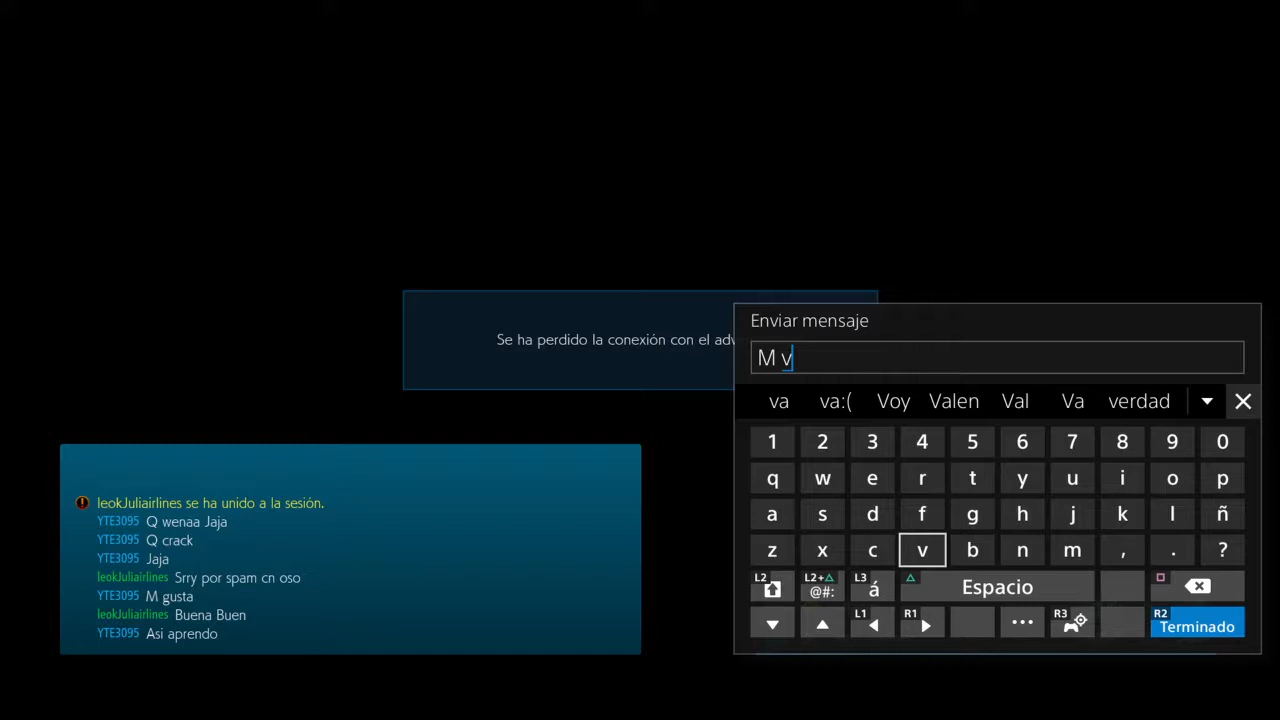 Se ha perdido la conexión con el adv
Enviar mensaje
M v
va va:( Voy Valen Val Va verdad
1 2 3 4 5 6 7 8 9 0
q w e r t y u i o p
a s d f g h j k l ñ
z x c v b n m , . ?
L2 L2+△ @#: L3 á △ Espacio
L1 R1 ... R3 R2 Terminado
leokJuliairlines se ha unido a la sesión.
YTE3095 Q wenaa Jaja
YTE3095 Q crack
YTE3095 Jaja
leokJuliairlines Srry por spam cn oso
YTE3095 M gusta
leokJuliairlines Buena Buen
YTE3095 Asi aprendo